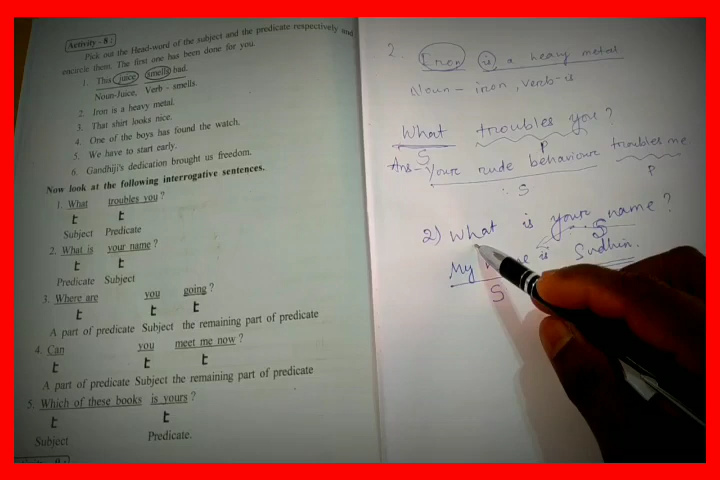 Activity - 8 :
Pick out the Head-word of the subject and the predicate respectively and
encircle them. The first one has been done for you.
1. This juice smells bad.
Noun-Juice, Verb - smells.
2. Iron is a heavy metal.
3. That shirt looks nice.
4. One of the boys has found the watch.
5. We have to start early.
6. Gandhiji's dedication brought us freedom.
Now look at the following interrogative sentences.
1. What troubles you ?
Subject Predicate
2. What is your name ?
Predicate Subject
3. Where are you going ?
A part of predicate Subject the remaining part of predicate
4. Can you meet me now ?
A part of predicate Subject the remaining part of predicate
5. Which of these books is yours ?
Subject Predicate.
2. Iron is a heavy metal
Noun - iron, verb-is
What troubles you?
S P
Ans - Your rude behaviour troubles me
S P
2) What is your name ?
S
My is Sudhin.
S